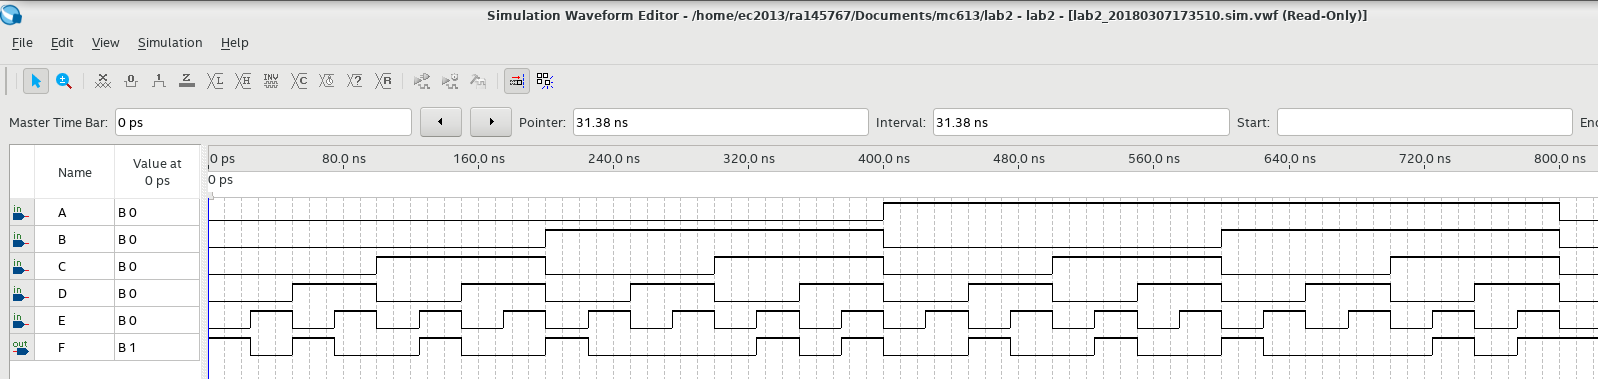 Simulation Waveform Editor - /home/ec2013/ra145767/Documents/mc613/lab2 - lab2 - [lab2_20180307173510.sim.vwf (Read-Only)]
File Edit View Simulation Help
Master Time Bar: 0 ps Pointer: 31.38 ns Interval: 31.38 ns Start: En
Name Value at 0 ps
0 ps 80.0 ns 160.0 ns 240.0 ns 320.0 ns 400.0 ns 480.0 ns 560.0 ns 640.0 ns 720.0 ns 800.0 ns
0 ps
in A B 0
in B B 0
in C B 0
in D B 0
in E B 0
out F B 1